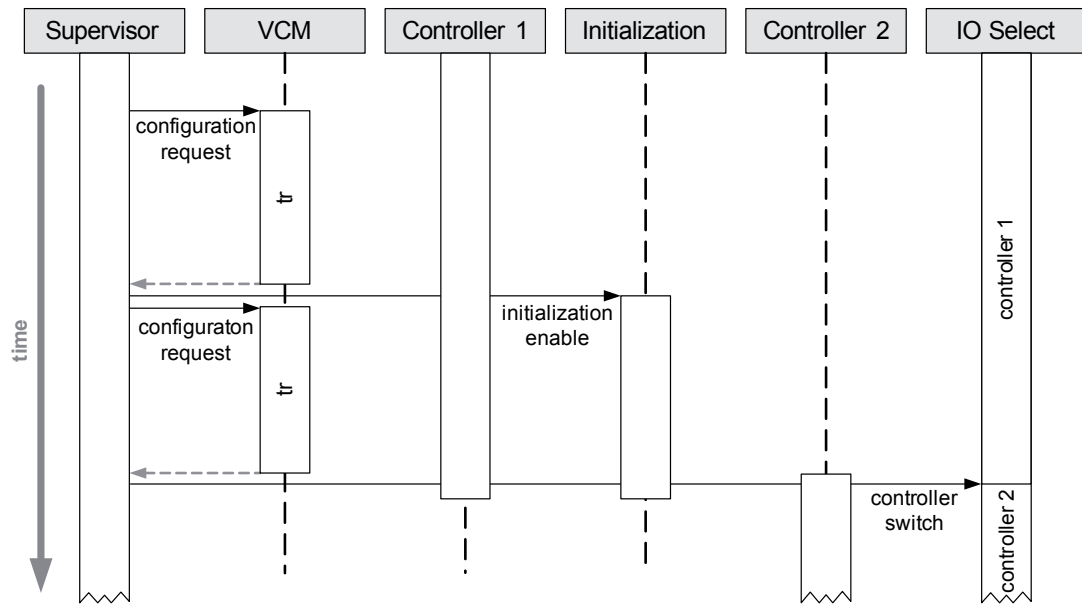 Supervisor
VCM
Controller 1
Initialization
Controller 2
IO Select
configuration
request
tr
controller 1
time
configuraton
request
initialization
enable
tr
controller
switch
controller 2